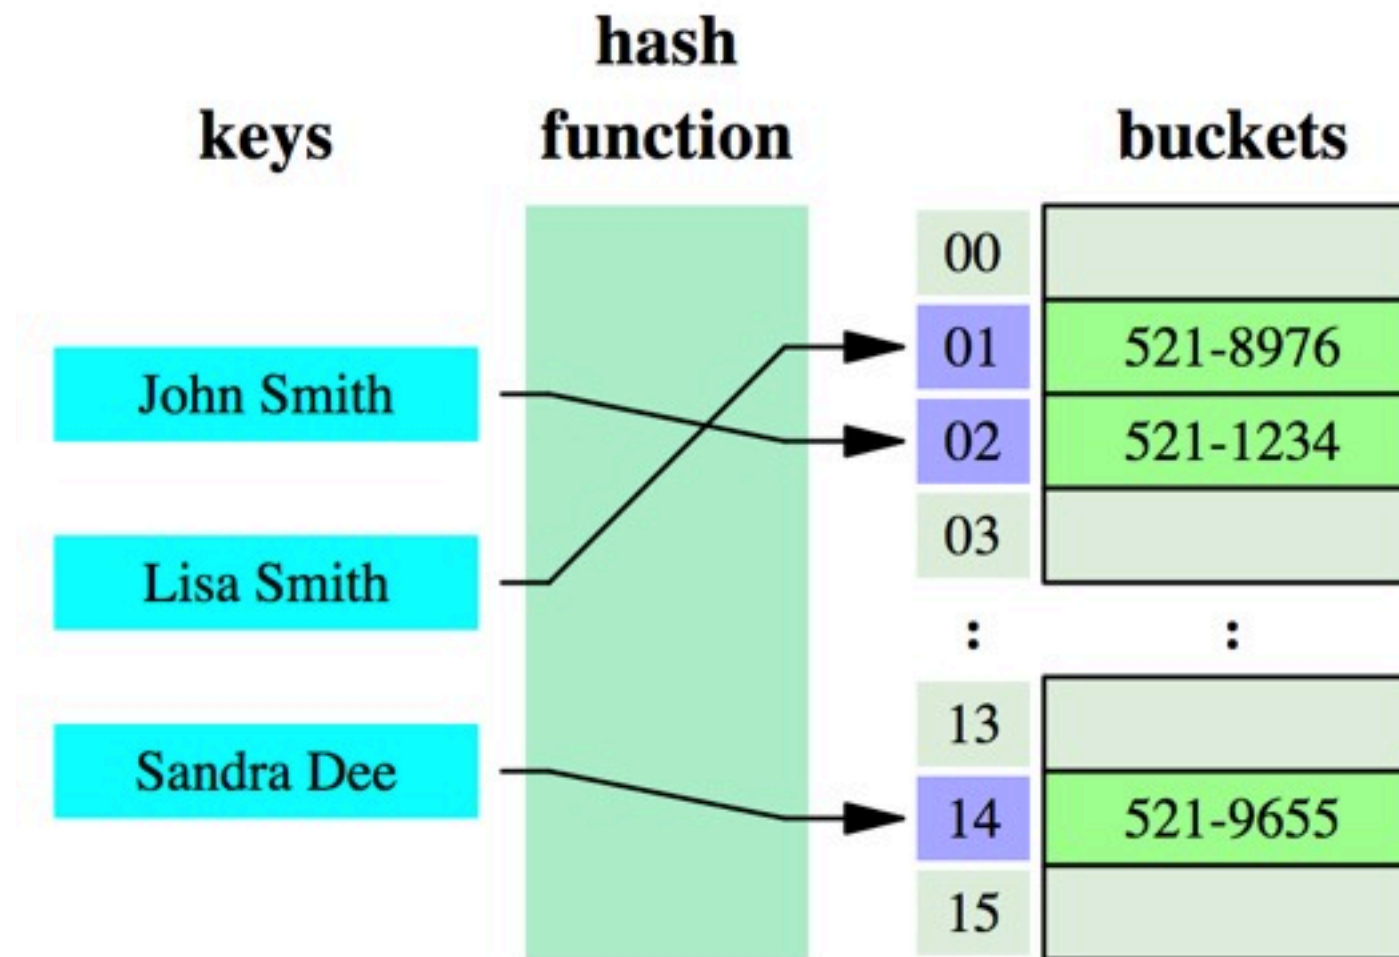 hash
keys function buckets
00
01 521-8976
John Smith
02 521-1234
03
Lisa Smith
: :
13
Sandra Dee
14 521-9655
15